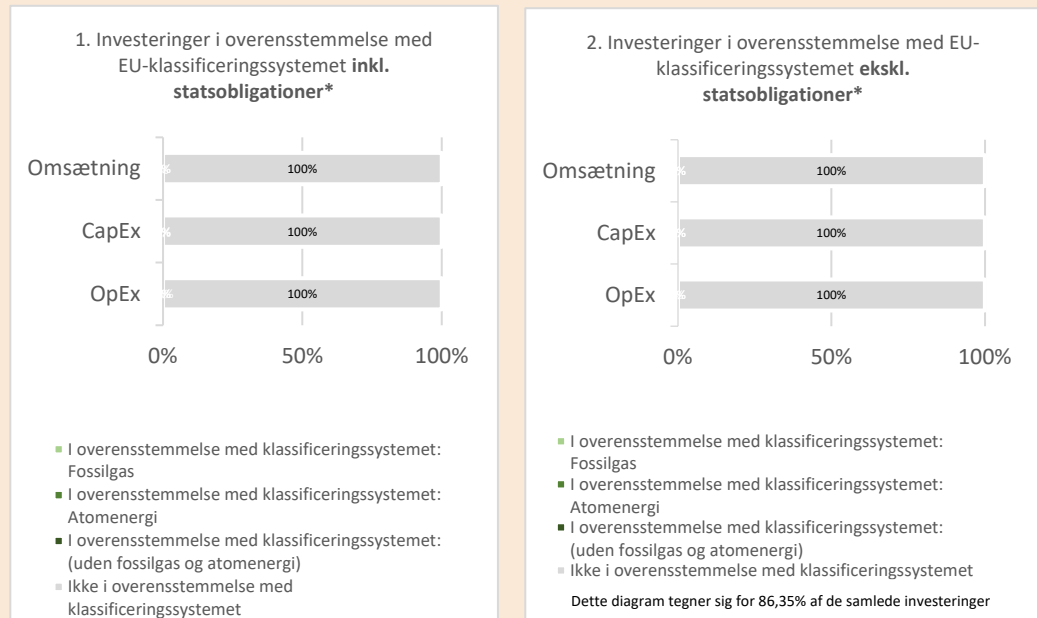 1. Investeringer i overensstemmelse med
EU-klassificeringssystemet inkl.
statsobligationer*
Omsætning
100%
CapEx
100%
OpEx
100%
0%
50%
100%
I overensstemmelse med klassificeringssystemet:
Fossilgas
I overensstemmelse med klassificeringssystemet:
Atomenergi
I overensstemmelse med klassificeringssystemet:
(uden fossilgas og atomenergi)
Ikke i overensstemmelse med
klassificeringssystemet
2. Investeringer i overensstemmelse med EU-
klassificeringssystemet ekskl.
statsobligationer*
Omsætning
100%
CapEx
100%
OpEx
100%
0%
50%
100%
I overensstemmelse med klassificeringssystemet:
Fossilgas
I overensstemmelse med klassificeringssystemet:
Atomenergi
I overensstemmelse med klassificeringssystemet:
(uden fossilgas og atomenergi)
Ikke i overensstemmelse med klassificeringssystemet
Dette diagram tegner sig for 86,35% af de samlede investeringer